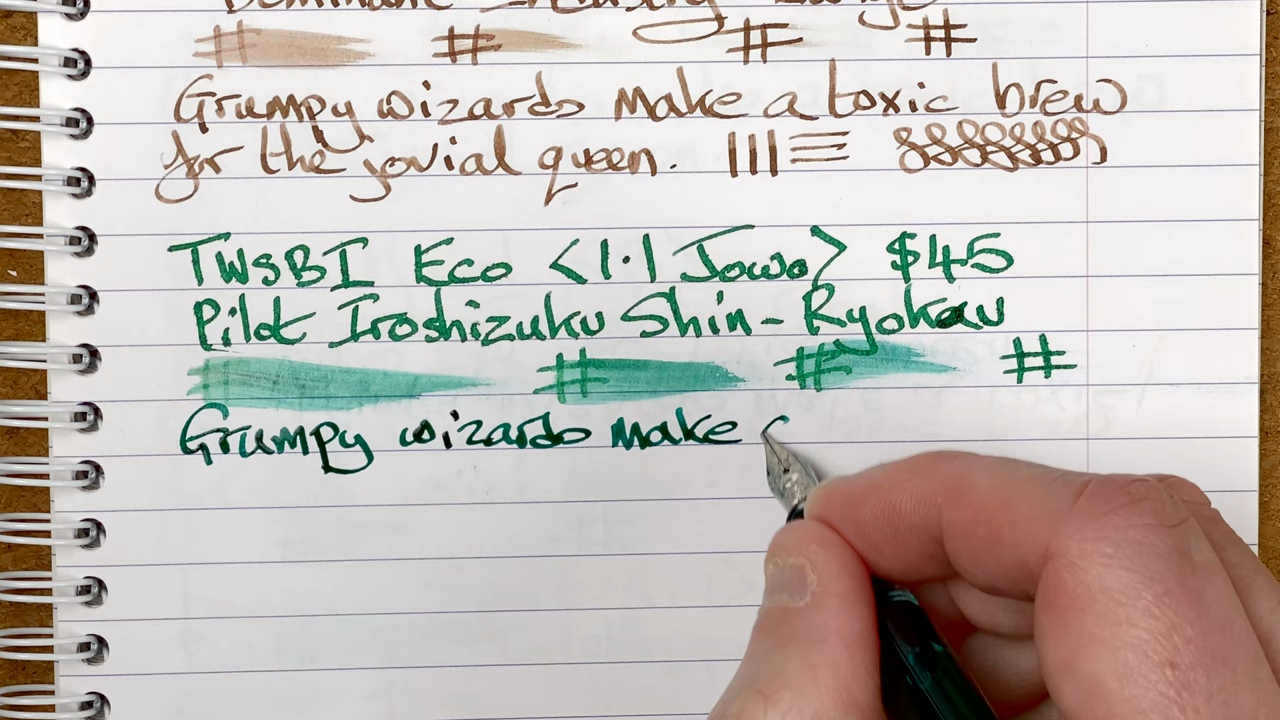 Grumpy wizards make a toxic brew
for the jovial queen.
TWSBI Eco <1.1 Jowo> $45
Pilot Iroshizuku Shin-Ryokau
# # # #
Grumpy wizards make